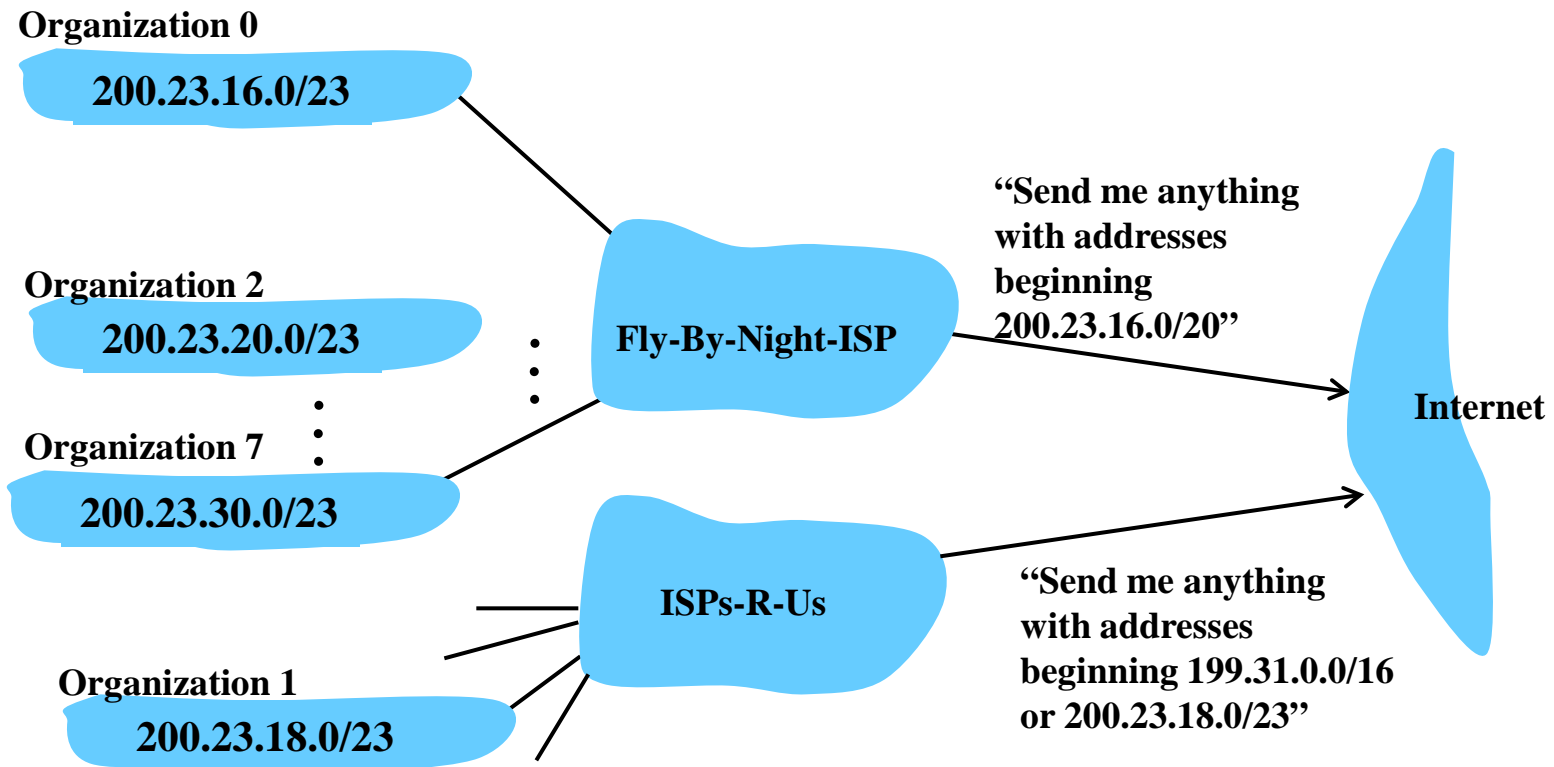 Organization 0
200.23.16.0/23
Organization 2
200.23.20.0/23
Organization 7
200.23.30.0/23
Fly-By-Night-ISP
“Send me anything
with addresses
beginning
200.23.16.0/20”
Internet
ISPs-R-Us
“Send me anything
with addresses
beginning 199.31.0.0/16
or 200.23.18.0/23”
Organization 1
200.23.18.0/23